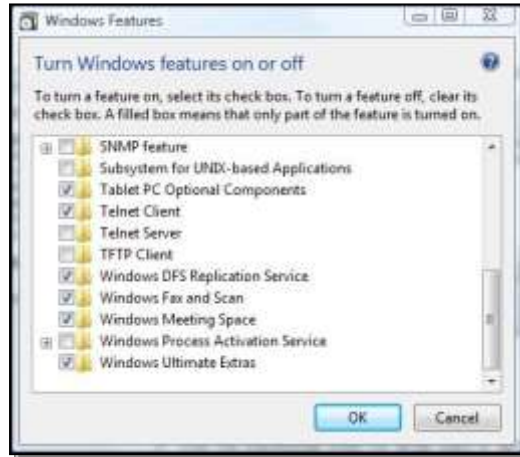 Windows Features
Turn Windows features on or off
To turn a feature on, select its check box. To turn a feature off, clear its
check box. A filled box means that only part of the feature is turned on.
SNMP feature
Subsystem for UNIX-based Applications
Tablet PC Optional Components
Telnet Client
Telnet Server
TFTP Client
Windows DFS Replication Service
Windows Fax and Scan
Windows Meeting Space
Windows Process Activation Service
Windows Ultimate Extras
OK Cancel